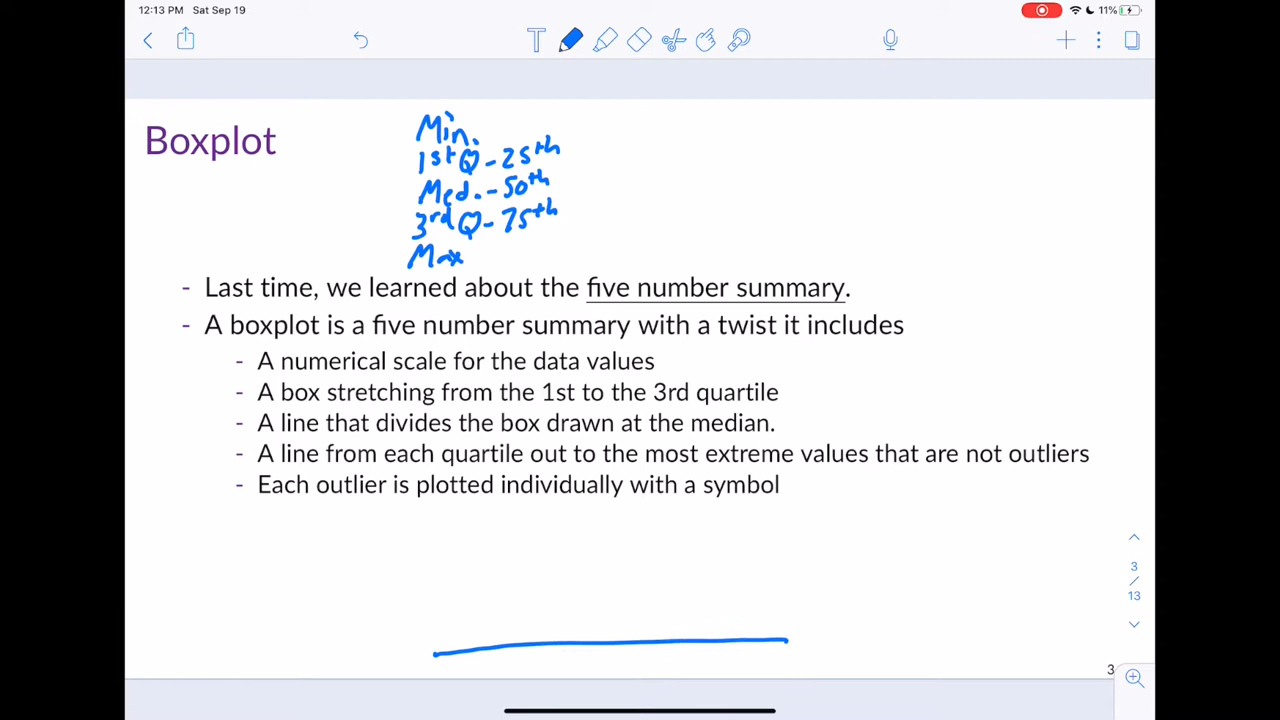 12:13 PM Sat Sep 19
11%
T
Boxplot
Min.
1st Q - 25th
Med. - 50th
3rd Q - 75th
Max
- Last time, we learned about the five number summary.
- A boxplot is a five number summary with a twist it includes
- A numerical scale for the data values
- A box stretching from the 1st to the 3rd quartile
- A line that divides the box drawn at the median.
- A line from each quartile out to the most extreme values that are not outliers
- Each outlier is plotted individually with a symbol
3
/
13
3